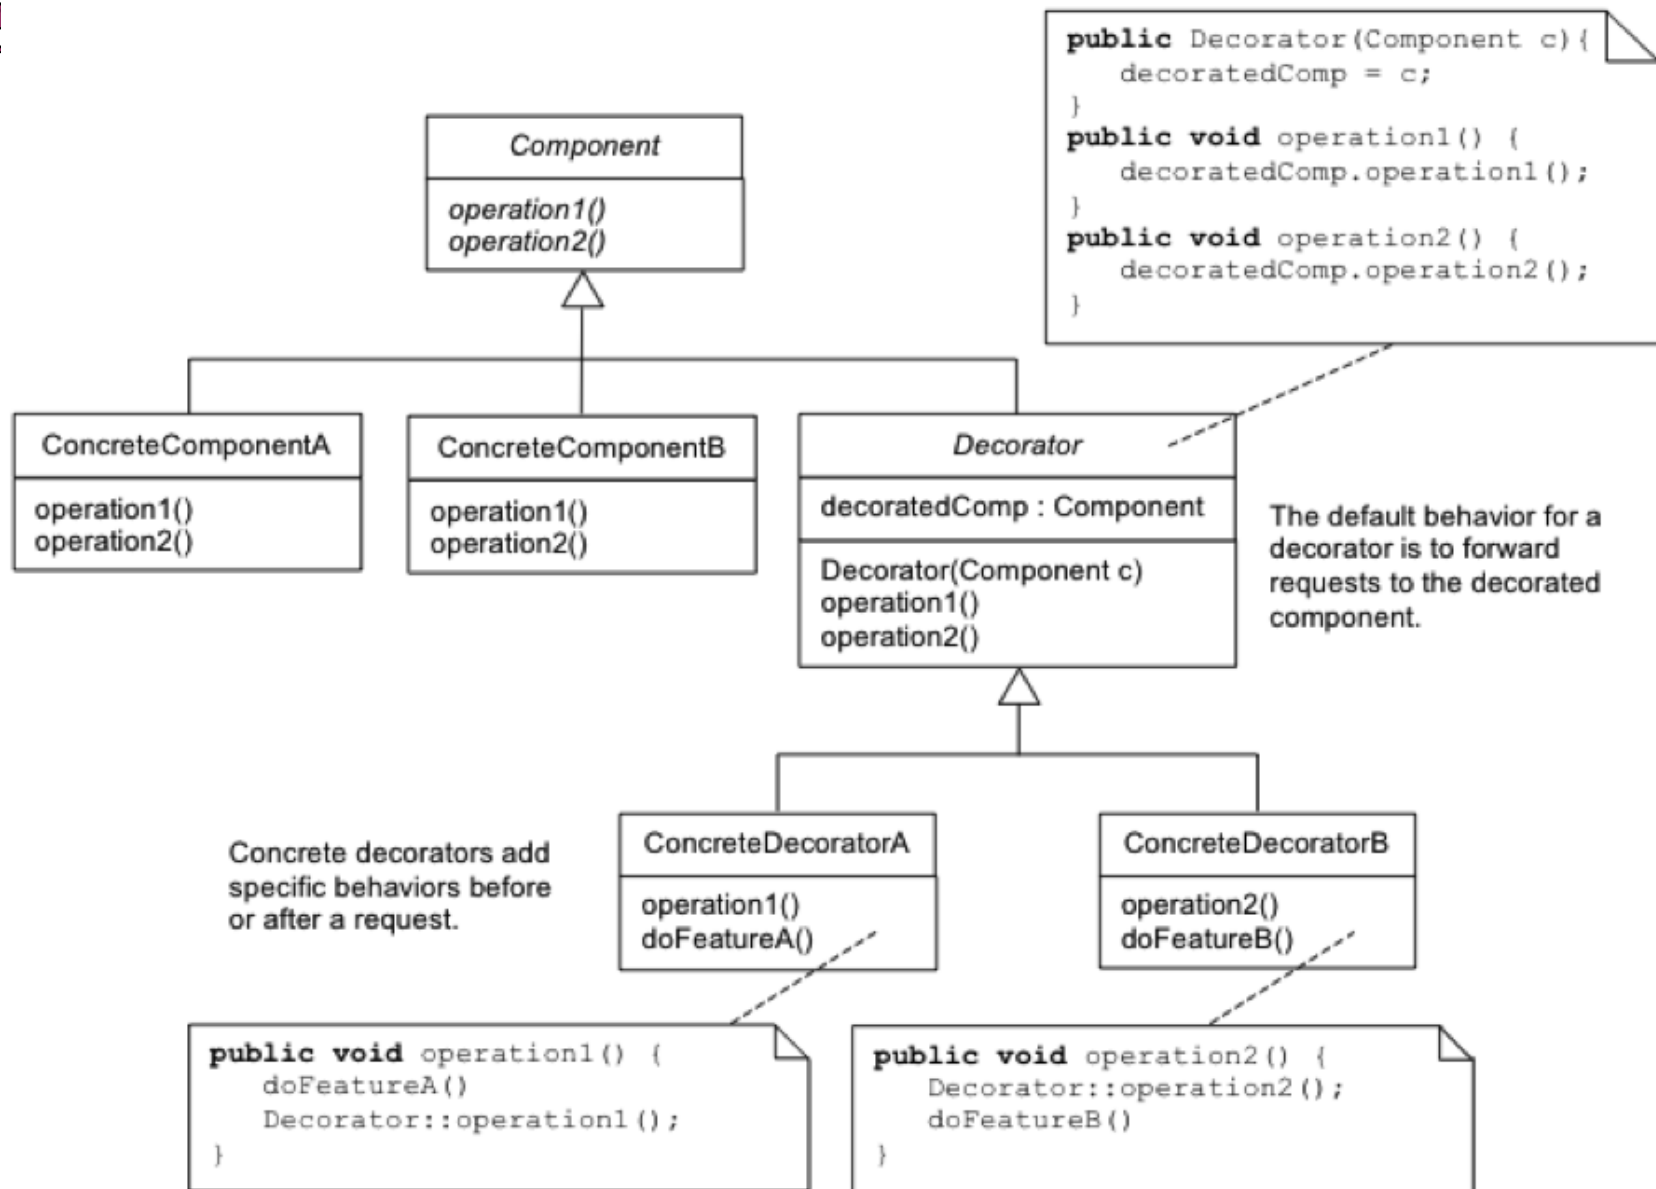 public Decorator(Component c){
decoratedComp = c;
}
public void operation1() {
decoratedComp.operation1();
}
public void operation2() {
decoratedComp.operation2();
}
Component
operation1()
operation2()
ConcreteComponentA
operation1()
operation2()
ConcreteComponentB
operation1()
operation2()
Decorator
decoratedComp : Component
Decorator(Component c)
operation1()
operation2()
The default behavior for a
decorator is to forward
requests to the decorated
component.
Concrete decorators add
specific behaviors before
or after a request.
ConcreteDecoratorA
operation1()
doFeatureA()
ConcreteDecoratorB
operation2()
doFeatureB()
public void operation1() {
doFeatureA()
Decorator::operation1();
}
public void operation2() {
Decorator::operation2();
doFeatureB()
}